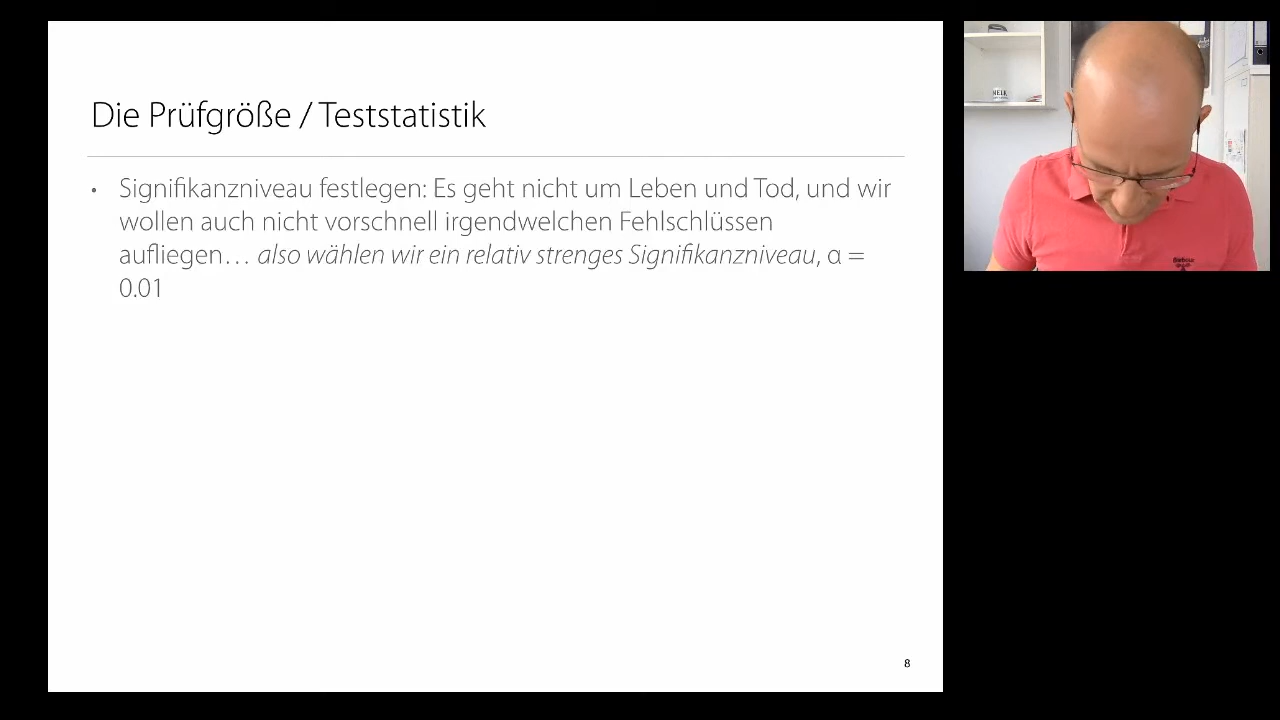 Die Prüfgröße / Teststatistik
• Signifikanzniveau festlegen: Es geht nicht um Leben und Tod, und wir
wollen auch nicht vorschnell irgendwelchen Fehlschlüssen
aufliegen… also wählen wir ein relativ strenges Signifikanzniveau, α =
0.01
8